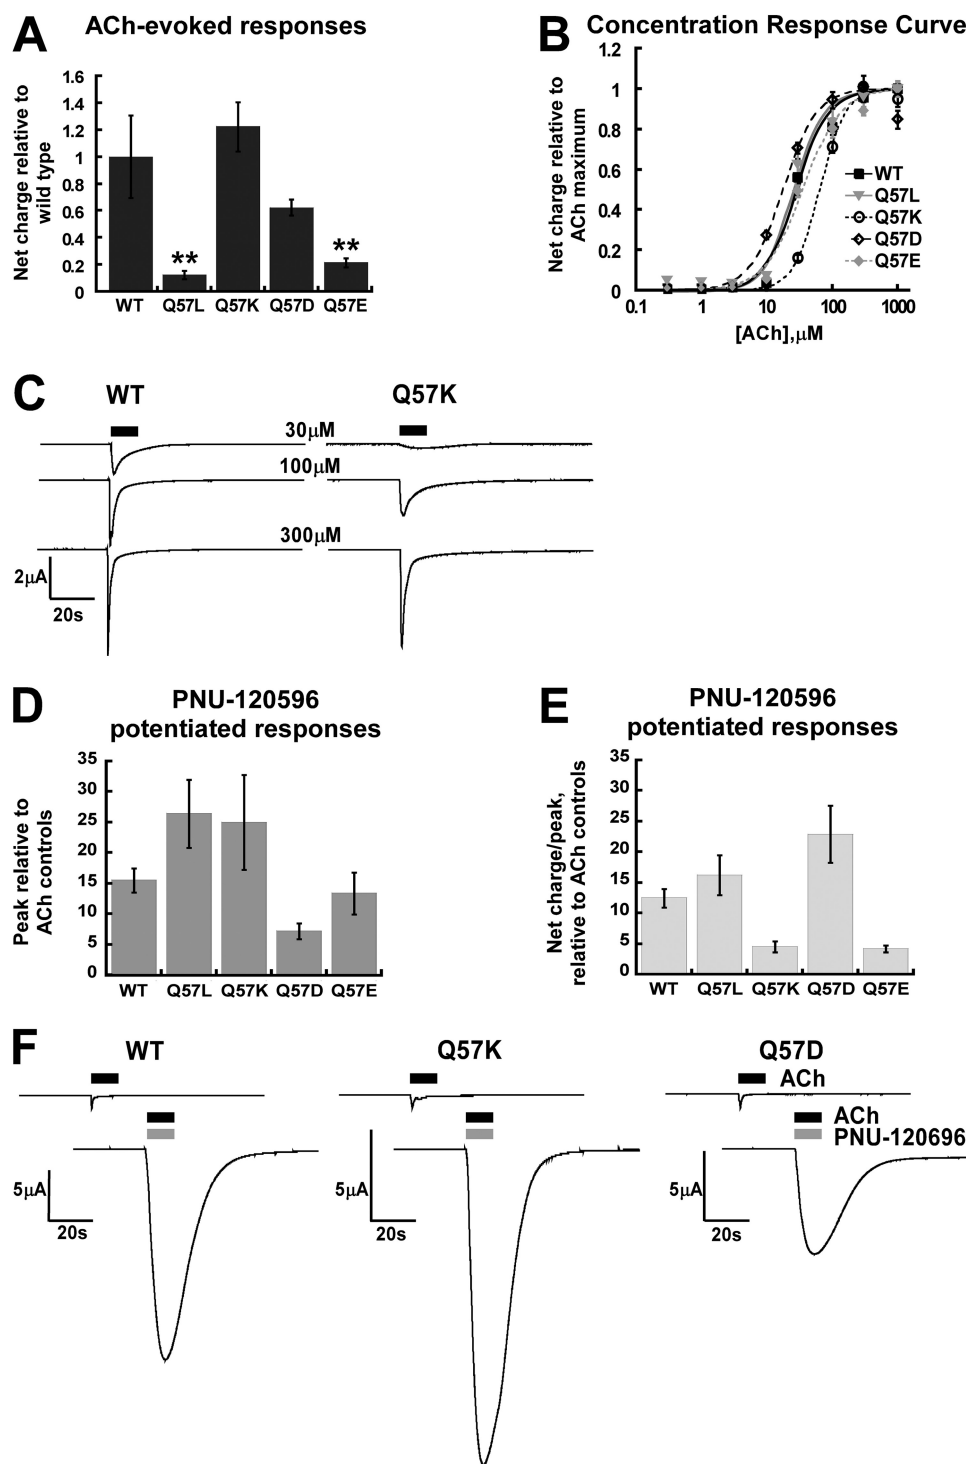 A ACh-evoked responses
Net charge relative to
wild type
1.6
1.4
1.2
1
0.8
0.6
0.4
0.2
0
**
**
WT Q57L Q57K Q57D Q57E
B Concentration Response Curve
Net charge relative to
ACh maximum
1.2
1
0.8
0.6
0.4
0.2
0
WT
Q57L
Q57K
Q57D
Q57E
0.1 1 10 100 1000
[ACh],μM
C WT Q57K
30μM
100μM
300μM
2μA
20s
D PNU-120596
potentiated responses
Peak relative to
ACh controls
35
30
25
20
15
10
5
0
WT Q57L Q57K Q57D Q57E
E PNU-120596
potentiated responses
Net charge/peak,
relative to ACh controls
35
30
25
20
15
10
5
0
WT Q57L Q57K Q57D Q57E
F WT Q57K Q57D
ACh
ACh
PNU-120696
5μA
20s
5μA
20s
5μA
20s